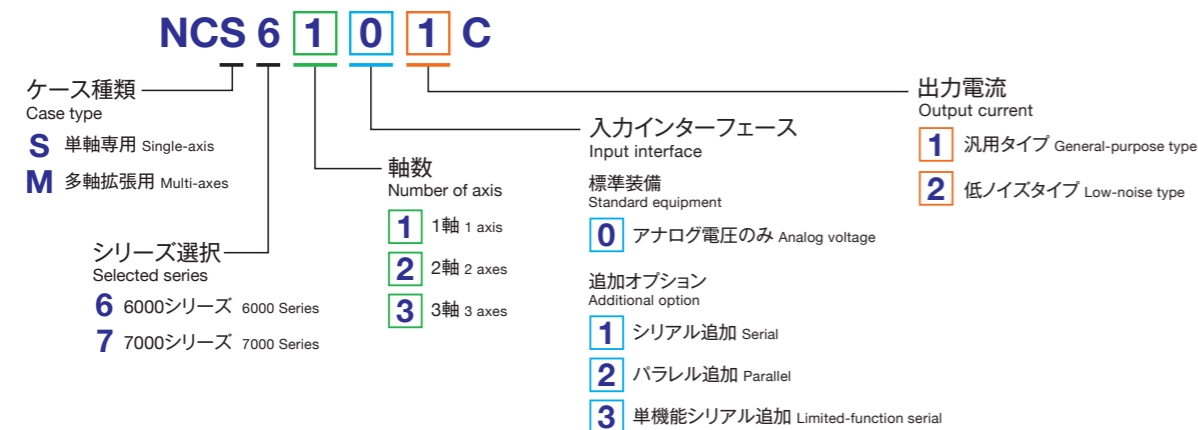 NCS6101C
ケース種類
Case type
S 単軸専用 Single-axis
M 多軸拡張用 Multi-axes
シリーズ選択
Selected series
6 6000シリーズ 6000 Series
7 7000シリーズ 7000 Series
軸数
Number of axis
1 1軸 1 axis
2 2軸 2 axes
3 3軸 3 axes
入力インターフェース
Input interface
標準装備
Standard equipment
0 アナログ電圧のみ Analog voltage
追加オプション
Additional option
1 シリアル追加 Serial
2 パラレル追加 Parallel
3 単機能シリアル追加 Limited-function serial
出力電流
Output current
1 汎用タイプ General-purpose type
2 低ノイズタイプ Low-noise type